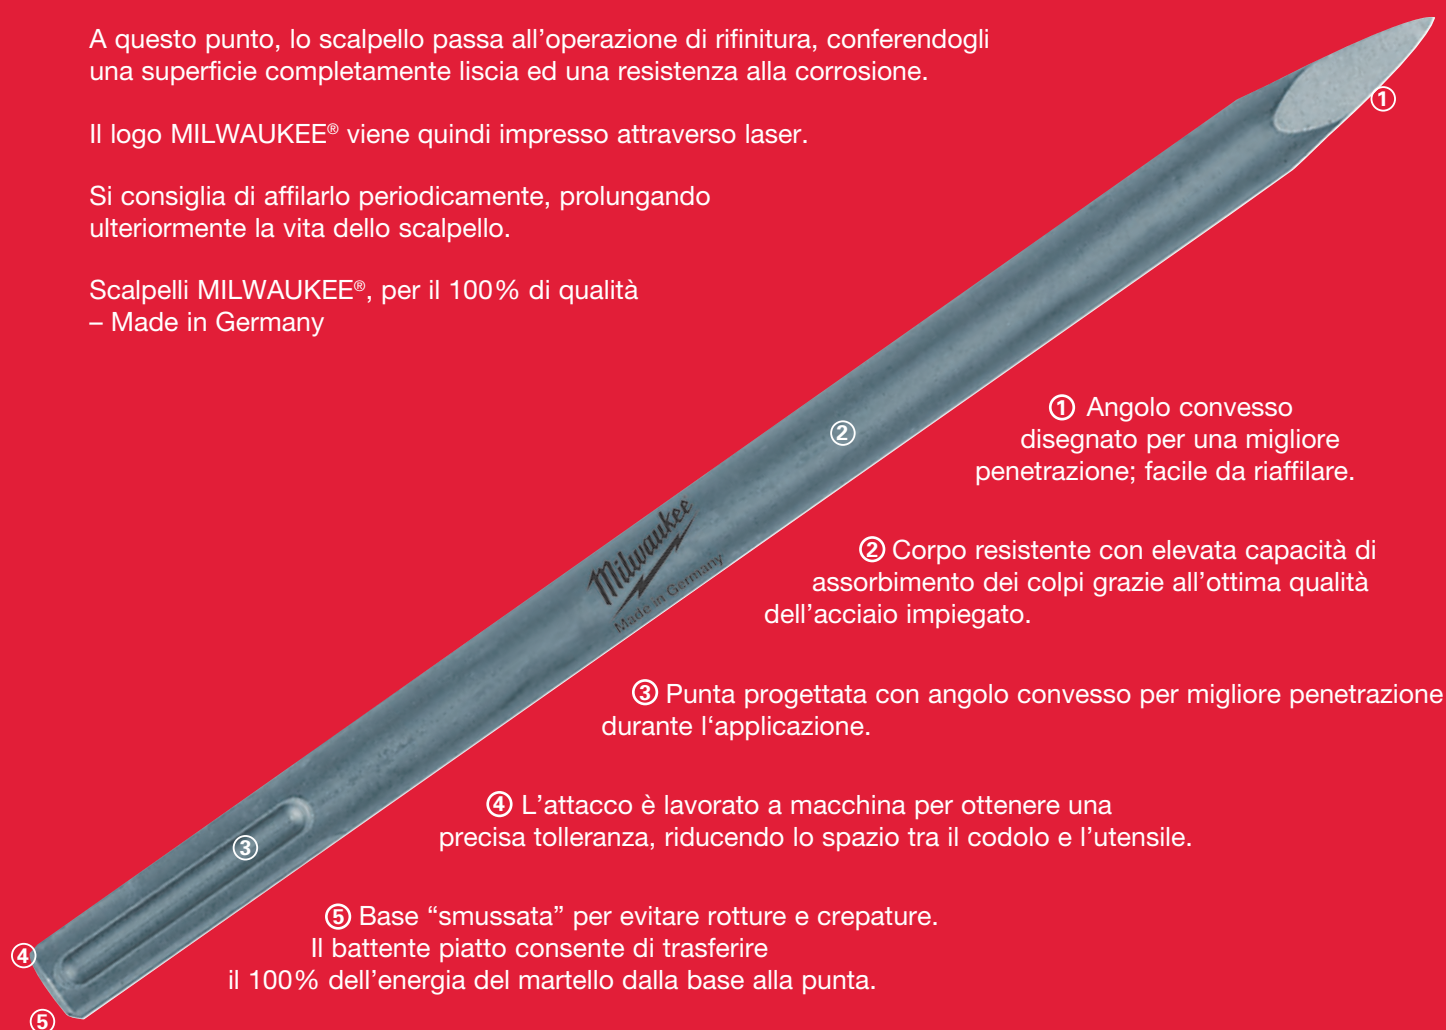 A questo punto, lo scalpello passa all’operazione di rifinitura, conferendogli
una superficie completamente liscia ed una resistenza alla corrosione.
Il logo MILWAUKEE® viene quindi impresso attraverso laser.
Si consiglia di affilarlo periodicamente, prolungando
ulteriormente la vita dello scalpello.
Scalpelli MILWAUKEE®, per il 100% di qualità
– Made in Germany
①
② 
① Angolo convesso
disegnato per una migliore
penetrazione; facile da riaffilare.
Milwaukee
Made in Germany
② Corpo resistente con elevata capacità di
assorbimento dei colpi grazie all’ottima qualità
dell’acciaio impiegato.
③ Punta progettata con angolo convesso per migliore penetrazione
durante l‘applicazione.
③
④ L’attacco è lavorato a macchina per ottenere una
precisa tolleranza, riducendo lo spazio tra il codolo e l’utensile.
⑤ Base “smussata” per evitare rotture e crepature.
Il battente piatto consente di trasferire
il 100% dell’energia del martello dalla base alla punta.
④
⑤